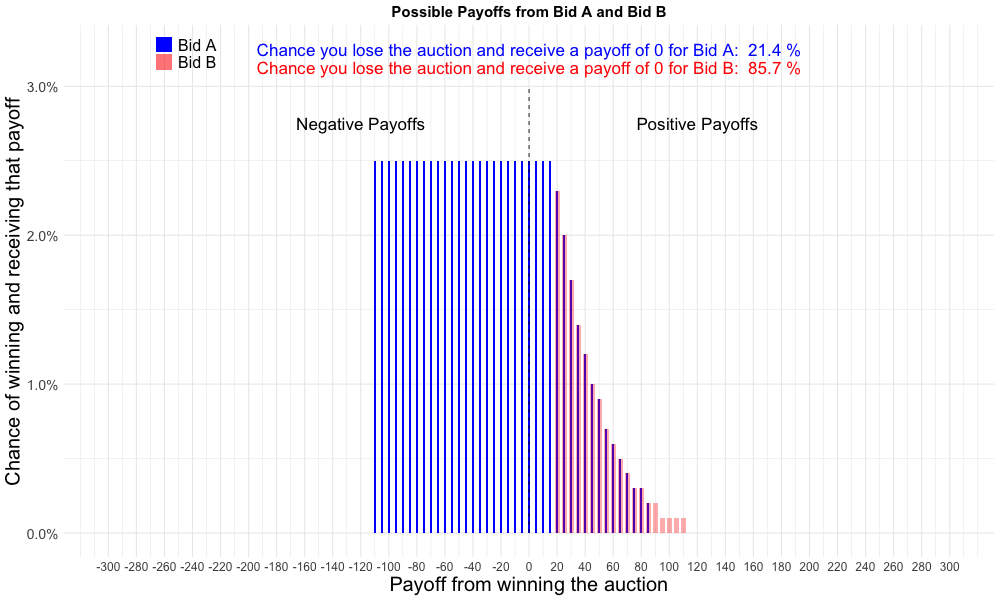 Possible Payoffs from Bid A and Bid B
Bid A
Bid B
Chance you lose the auction and receive a payoff of 0 for Bid A: 21.4 %
Chance you lose the auction and receive a payoff of 0 for Bid B: 85.7 %
Negative Payoffs
Positive Payoffs
Chance of winning and receiving that payoff
3.0%
2.0%
1.0%
0.0%
-300 -280 -260 -240 -220 -200 -180 -160 -140 -120 -100 -80 -60 -40 -20 0 20 40 60 80 100 120 140 160 180 200 220 240 260 280 300
Payoff from winning the auction